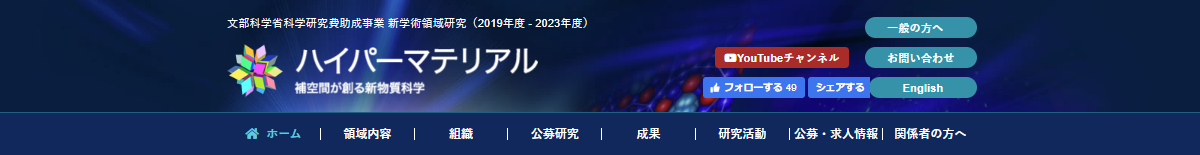 文部科学省科学研究費助成事業 新学術領域研究（2019年度 - 2023年度）
ハイパーマテリアル
補空間が創る新物質科学
一般の方へ
YouTubeチャンネル
お問い合わせ
フォローする 49
シェアする
English
ホーム
領域内容
組織
公募研究
成果
研究活動
公募・求人情報
関係者の方へ